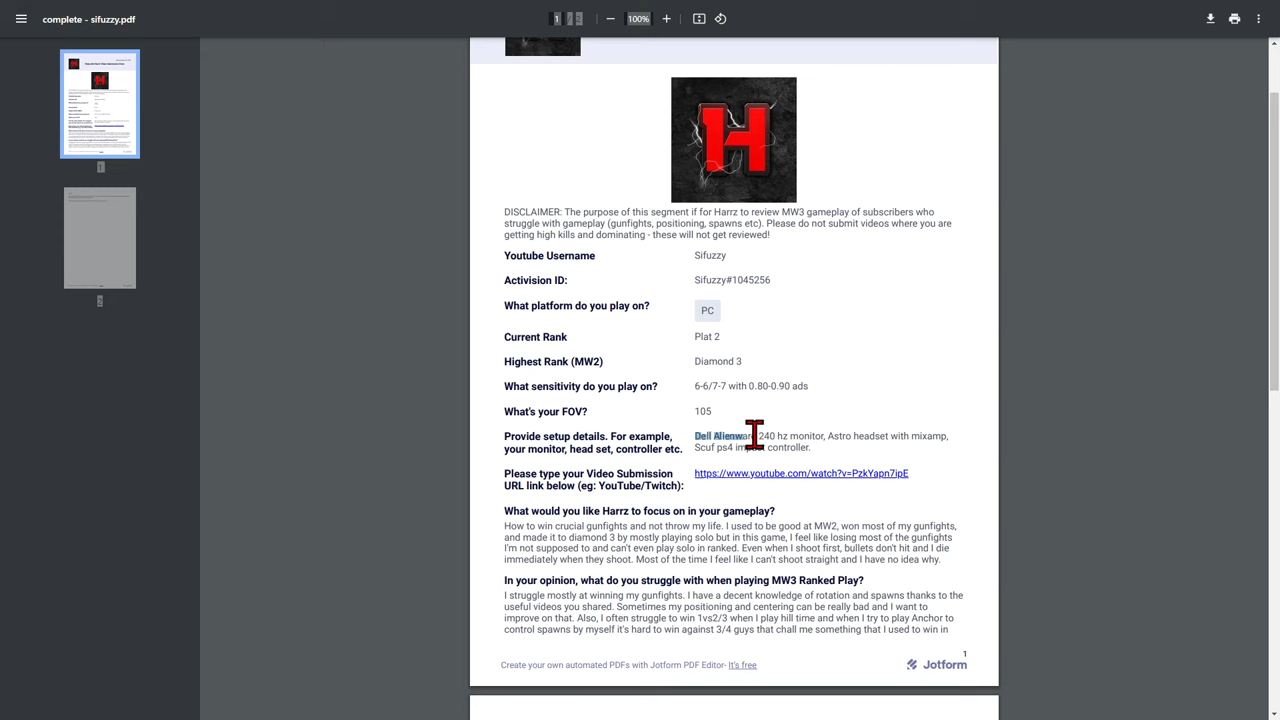 complete - sifuzzy.pdf
1 / 2
100%
1
2
H
DISCLAIMER: The purpose of this segment if for Harrz to review MW3 gameplay of subscribers who
struggle with gameplay (gunfights, positioning, spawns etc). Please do not submit videos where you are
getting high kills and dominating - these will not get reviewed!
Youtube Username Sifuzzy
Activision ID: Sifuzzy#1045256
What platform do you play on? PC
Current Rank Plat 2
Highest Rank (MW2) Diamond 3
What sensitivity do you play on? 6-6/7-7 with 0.80-0.90 ads
What's your FOV? 105
Provide setup details. For example, Dell Alienware 240 hz monitor, Astro headset with mixamp,
your monitor, head set, controller etc. Scuf ps4 impact controller.
Please type your Video Submission https://www.youtube.com/watch?v=PzkYapn7ipE
URL link below (eg: YouTube/Twitch):
What would you like Harrz to focus on in your gameplay?
How to win crucial gunfights and not throw my life. I used to be good at MW2, won most of my gunfights,
and made it to diamond 3 by mostly playing solo but in this game, I feel like losing most of the gunfights
I'm not supposed to and can't even play solo in ranked. Even when I shoot first, bullets don't hit and I die
immediately when they shoot. Most of the time I feel like I can't shoot straight and I have no idea why.
In your opinion, what do you struggle with when playing MW3 Ranked Play?
I struggle mostly at winning my gunfights. I have a decent knowledge of rotation and spawns thanks to the
useful videos you shared. Sometimes my positioning and centering can be really bad and I want to
improve on that. Also, I often struggle to win 1vs2/3 when I play hill time and when I try to play Anchor to
control spawns by myself it's hard to win against 3/4 guys that chall me something that I used to win in
1
Create your own automated PDFs with Jotform PDF Editor- It's free
Jotform